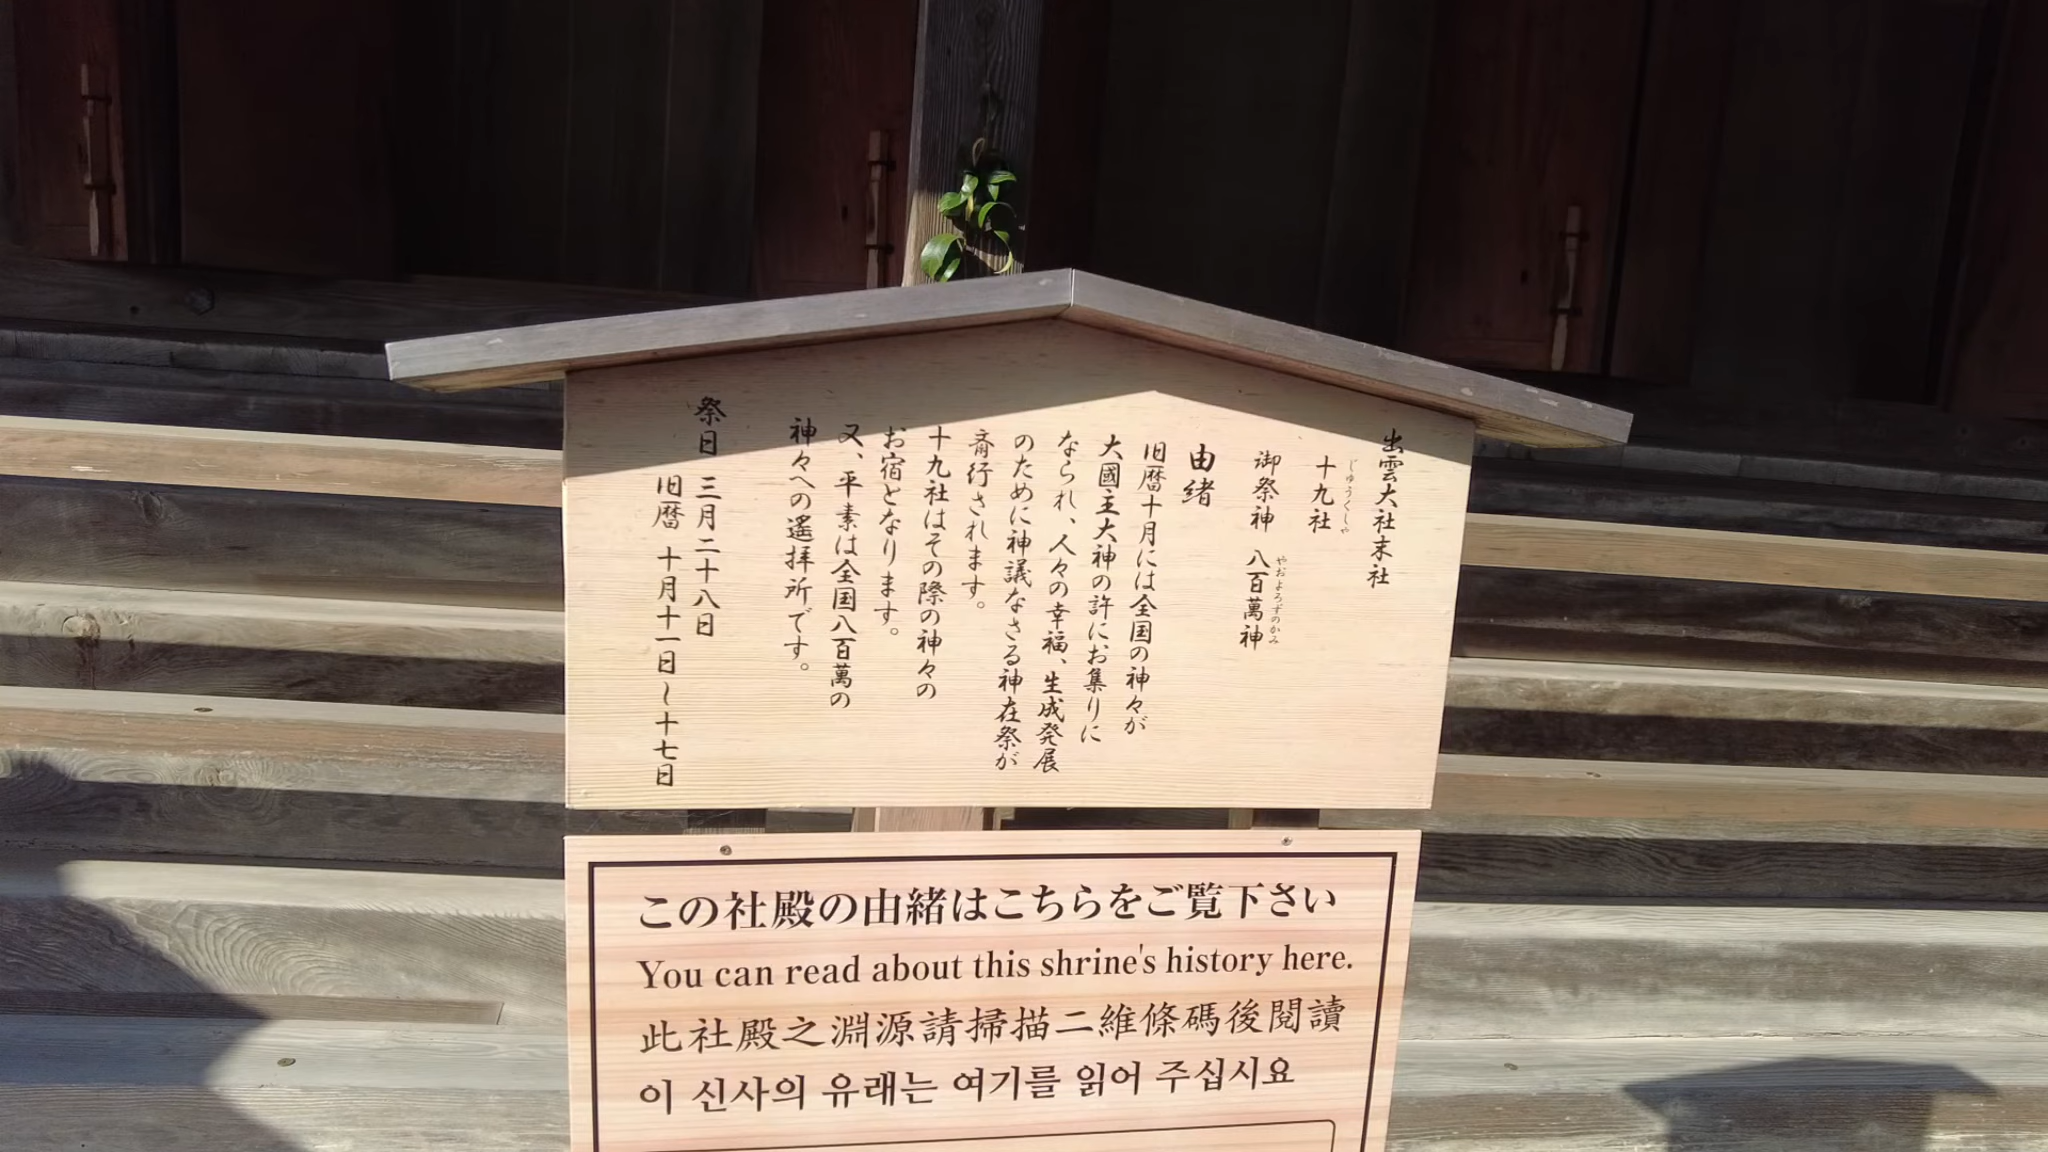 出雲大社末社
十九社
じゅうくしゃ
御祭神 八百萬神
やおよろずのかみ
由緒
旧暦十月には全国の神々が
大國主大神の許にお集りに
なられ、人々の幸福、生成発展
のために神議なさる神在祭が
斎行されます。
十九社はその際の神々の
お宿となります。
又、平素は全国八百萬の
神々への遙拝所です。
祭日 三月二十八日
旧暦 十月十一日〜十七日
この社殿の由緒はこちらをご覧下さい
You can read about this shrine's history here.
此社殿之淵源請掃描二維條碼後閱讀
이 신사의 유래는 여기를 읽어 주십시요